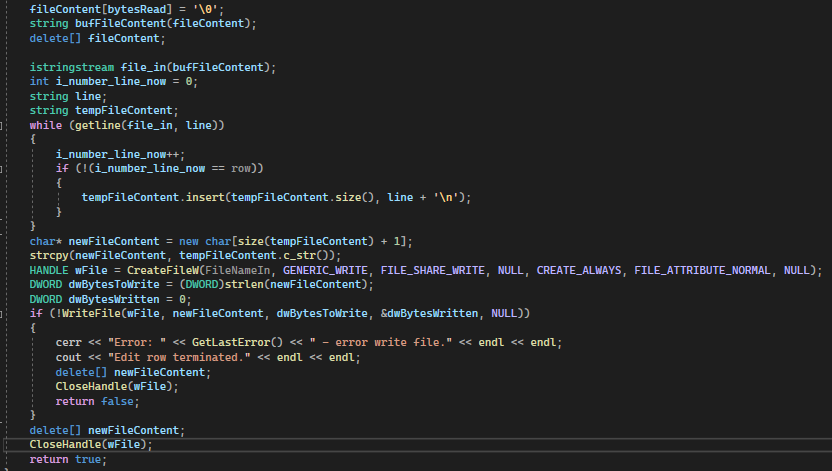 fileContent[bytesRead] = '\0';
string bufFileContent(fileContent);
delete[] fileContent;
istringstream file_in(bufFileContent);
int i_number_line_now = 0;
string line;
string tempFileContent;
while (getline(file_in, line))
{
i_number_line_now++;
if (!(i_number_line_now == row))
{
tempFileContent.insert(tempFileContent.size(), line + '\n');
}
}
char* newFileContent = new char[size(tempFileContent) + 1];
strcpy(newFileContent, tempFileContent.c_str());
HANDLE wFile = CreateFileW(FileNameIn, GENERIC_WRITE, FILE_SHARE_WRITE, NULL, CREATE_ALWAYS, FILE_ATTRIBUTE_NORMAL, NULL);
DWORD dwBytesToWrite = (DWORD)strlen(newFileContent);
DWORD dwBytesWritten = 0;
if (!WriteFile(wFile, newFileContent, dwBytesToWrite, &dwBytesWritten, NULL))
{
cerr << "Error: " << GetLastError() << " - error write file." << endl << endl;
cout << "Edit row terminated." << endl << endl;
delete[] newFileContent;
CloseHandle(wFile);
return false;
}
delete[] newFileContent;
CloseHandle(wFile);
return true;